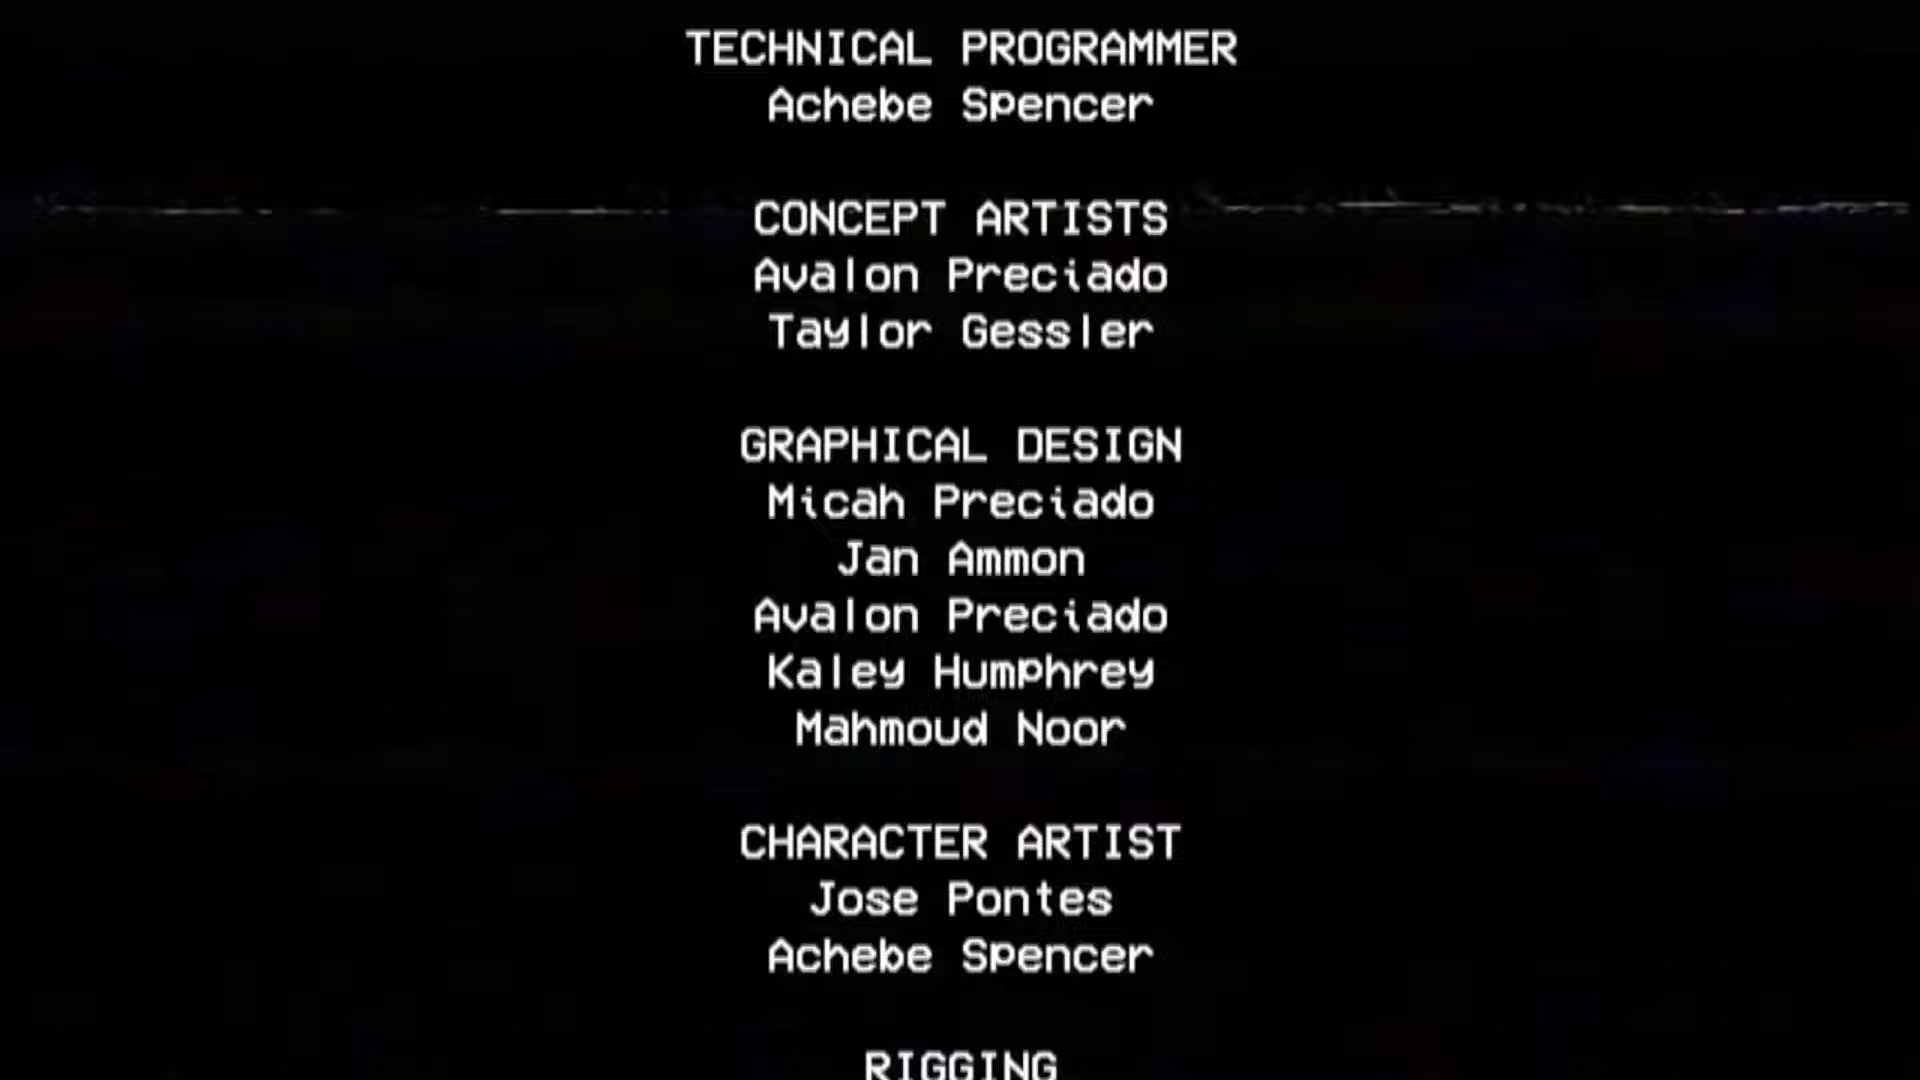 TECHNICAL PROGRAMMER
Achebe Spencer
CONCEPT ARTISTS
Avalon Preciado
Taylor Gessler
GRAPHICAL DESIGN
Micah Preciado
Jan Ammon
Avalon Preciado
Kaley Humphrey
Mahmoud Noor
CHARACTER ARTIST
Jose Pontes
Achebe Spencer
RIGGING